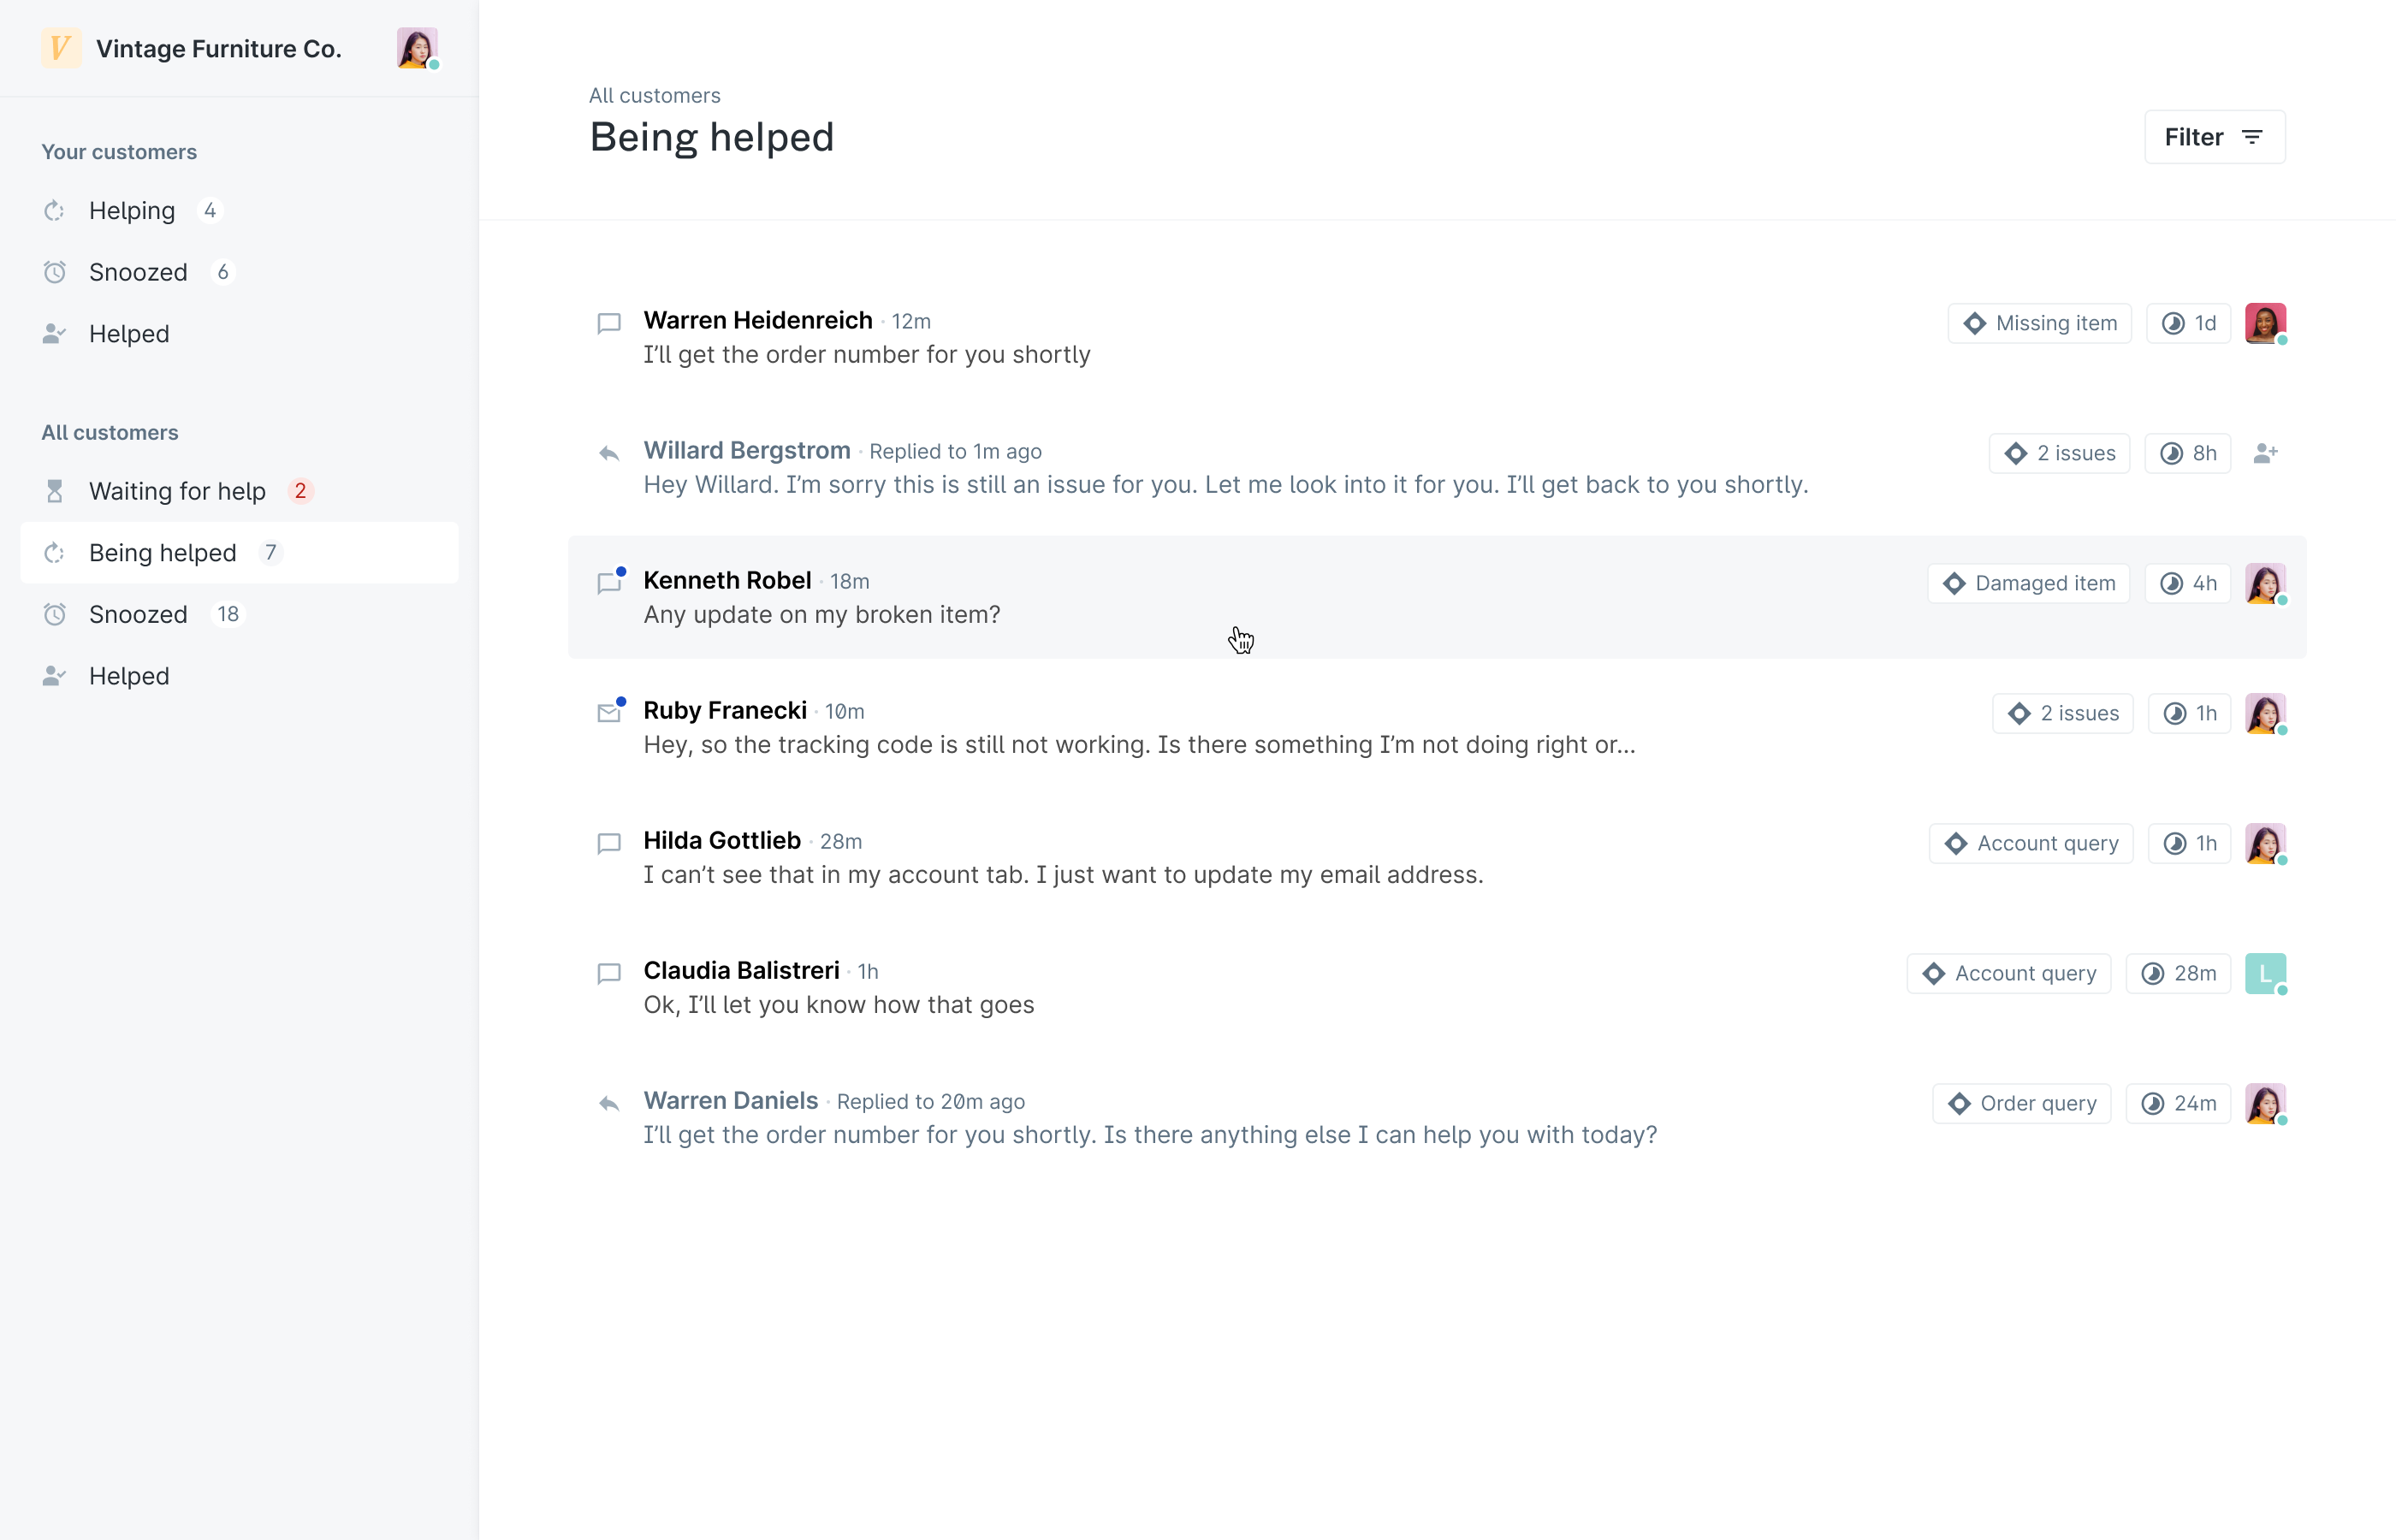 V Vintage Furniture Co.
Your customers
Helping 4
Snoozed 6
Helped
All customers
Waiting for help 2
Being helped 7
Snoozed 18
Helped
All customers
Being helped
Filter
Warren Heidenreich · 12m
I’ll get the order number for you shortly
Missing item 1d
Willard Bergstrom · Replied to 1m ago
Hey Willard. I’m sorry this is still an issue for you. Let me look into it for you. I’ll get back to you shortly.
2 issues 8h
Kenneth Robel · 18m
Any update on my broken item?
Damaged item 4h
Ruby Franecki · 10m
Hey, so the tracking code is still not working. Is there something I’m not doing right or...
2 issues 1h
Hilda Gottlieb · 28m
I can’t see that in my account tab. I just want to update my email address.
Account query 1h
Claudia Balistreri · 1h
Ok, I’ll let you know how that goes
Account query 28m L
Warren Daniels · Replied to 20m ago
I’ll get the order number for you shortly. Is there anything else I can help you with today?
Order query 24m